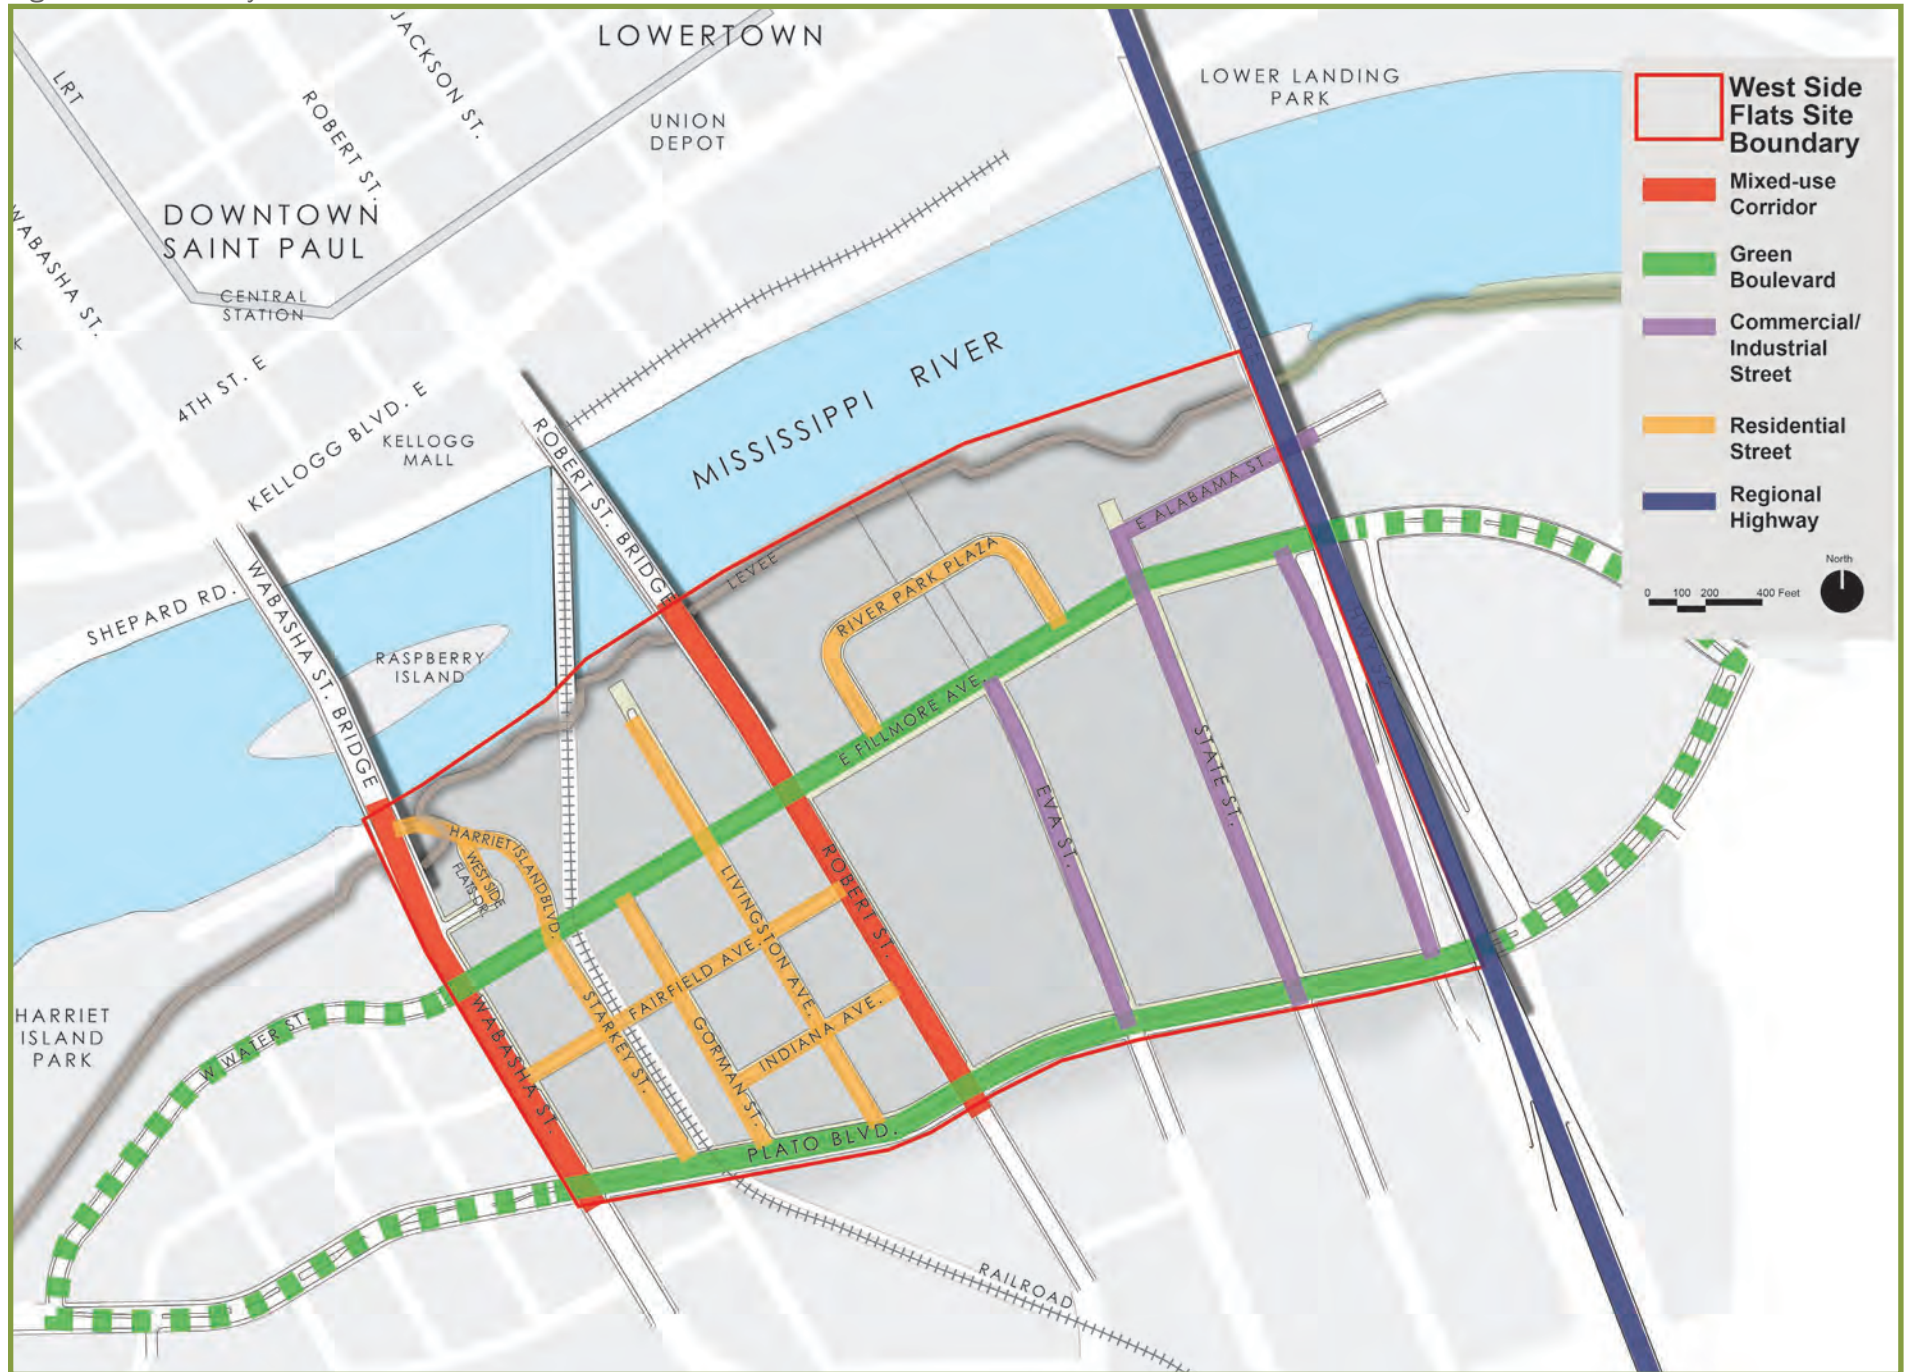 LOWERTOWN
JACKSON ST.
LRT
ROBERT ST.
UNION
DEPOT
LOWER LANDING
PARK
DOWNTOWN
SAINT PAUL
WABASHA ST.
CENTRAL
STATION
K
4TH ST. E
KELLOGG BLVD. E
KELLOGG
MALL
MISSISSIPPI RIVER
LAFAYETTE BRIDGE
ROBERT ST. BRIDGE
SHEPARD RD.
WABASHA ST. BRIDGE
RASPBERRY
ISLAND
LEVEE
RIVER PARK PLAZA
E ALABAMA ST.
HWY 52
E FILLMORE AVE.
STATE ST.
EVA ST.
HARRIET ISLAND BLVD.
WEST SIDE
FLATS DR.
LIVINGSTON AVE.
ROBERT ST.
FAIRFIELD AVE.
INDIANA AVE.
GORMAN ST.
STARKEY ST.
WABASHA ST.
W WATER ST.
HARRIET
ISLAND
PARK
PLATO BLVD.
RAILROAD
West Side
Flats Site
Boundary
Mixed-use
Corridor
Green
Boulevard
Commercial/
Industrial
Street
Residential
Street
Regional
Highway
North
0 100 200 400 Feet